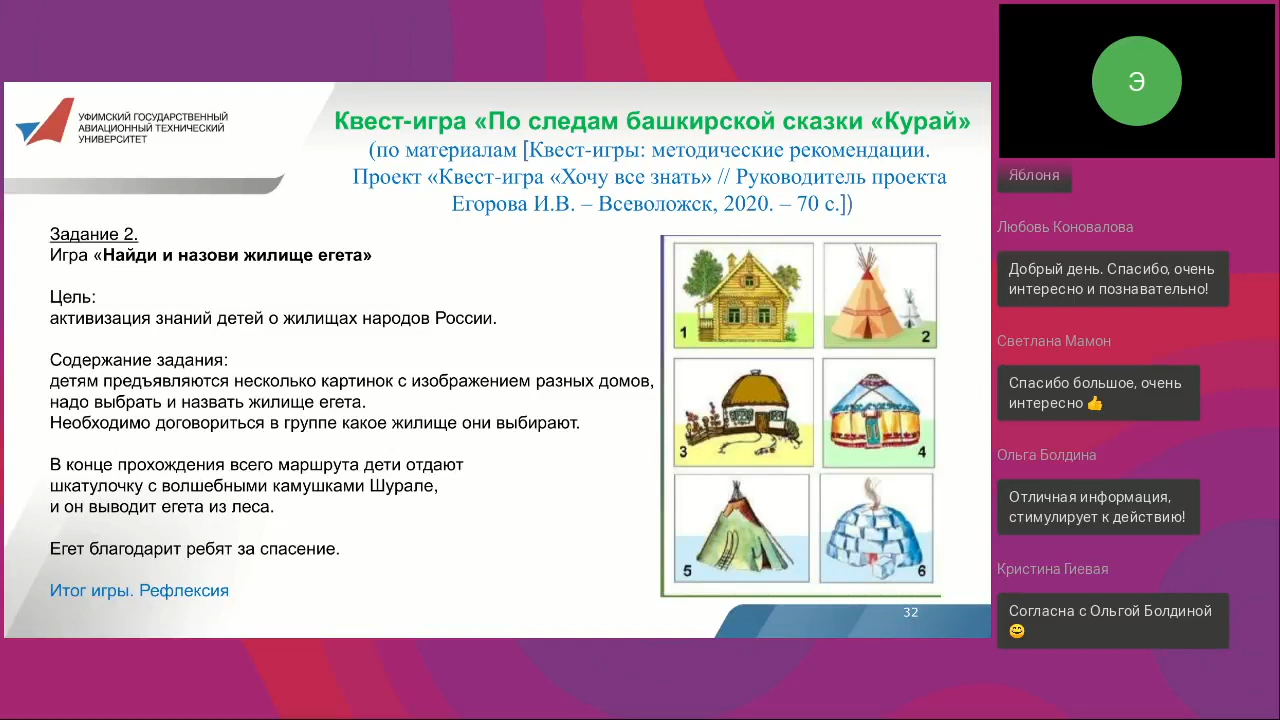 УФИМСКИЙ ГОСУДАРСТВЕННЫЙ
АВИАЦИОННЫЙ ТЕХНИЧЕСКИЙ
УНИВЕРСИТЕТ
Квест-игра «По следам башкирской сказки «Курай»
(по материалам [Квест-игры: методические рекомендации.
Проект «Квест-игра «Хочу все знать» // Руководитель проекта
Егорова И.В. – Всеволожск, 2020. – 70 с.])
Задание 2.
Игра «Найди и назови жилище егета»
Цель:
активизация знаний детей о жилищах народов России.
Содержание задания:
детям предъявляются несколько картинок с изображением разных домов,
надо выбрать и назвать жилище егета.
Необходимо договориться в группе какое жилище они выбирают.
В конце прохождения всего маршрута дети отдают
шкатулочку с волшебными камушками Шурале,
и он выводит егета из леса.
Егет благодарит ребят за спасение.
Итог игры. Рефлексия
1
2
3
4
5
6
32
Э
Яблоня
Любовь Коновалова
Добрый день. Спасибо, очень
интересно и познавательно!
Светлана Мамон
Спасибо большое, очень
интересно 👍
Ольга Болдина
Отличная информация,
стимулирует к действию!
Кристина Гиевая
Согласна с Ольгой Болдиной
😄